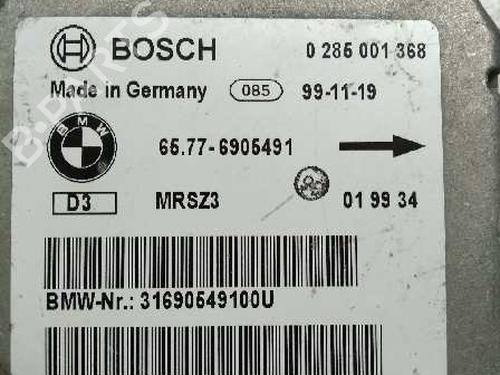 BOSCH 0 285 001 368
Made in Germany 085 99-11-19
BMW 65.77-6905491
D3 MRSZ3 01 99 34
BMW-Nr.: 31690549100U
B-PARTS